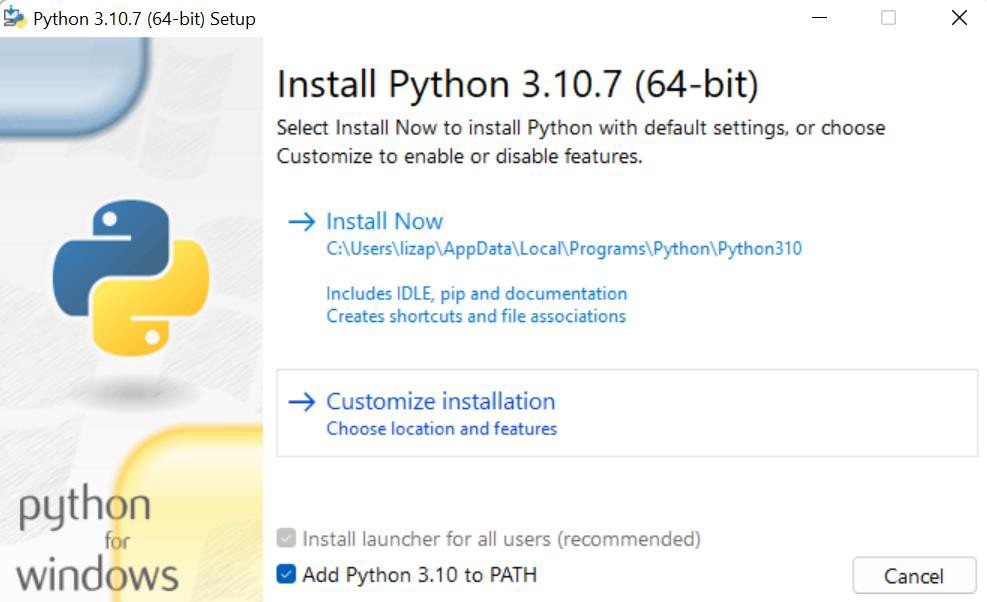 Python 3.10.7 (64-bit) Setup
Install Python 3.10.7 (64-bit)
Select Install Now to install Python with default settings, or choose
Customize to enable or disable features.
Install Now
C:\Users\lizap\AppData\Local\Programs\Python\Python310
Includes IDLE, pip and documentation
Creates shortcuts and file associations
Customize installation
Choose location and features
python
for
windows
Install launcher for all users (recommended)
Add Python 3.10 to PATH
Cancel